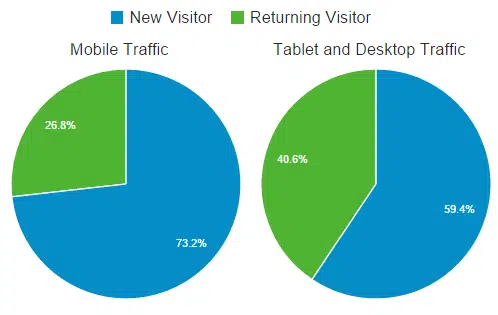 New Visitor Returning Visitor
Mobile Traffic Tablet and Desktop Traffic
26.8%
73.2%
40.6%
59.4%